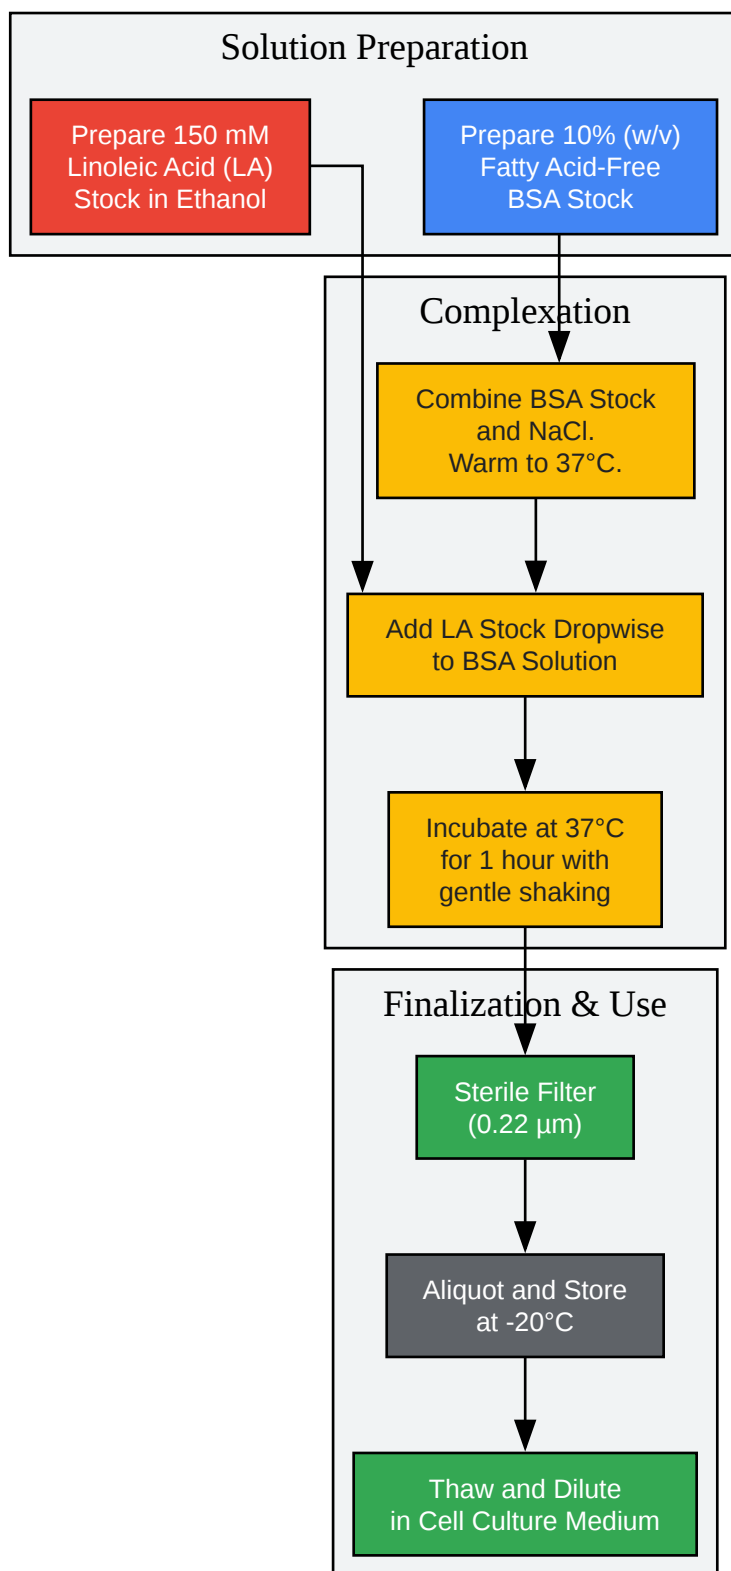 Solution Preparation
Prepare 150 mM
Linoleic Acid (LA)
Stock in Ethanol
Prepare 10% (w/v)
Fatty Acid-Free
BSA Stock
Complexation
Combine BSA Stock
and NaCl.
Warm to 37°C.
Add LA Stock Dropwise
to BSA Solution
Incubate at 37°C
for 1 hour with
gentle shaking
Finalization & Use
Sterile Filter
(0.22 µm)
Aliquot and Store
at -20°C
Thaw and Dilute
in Cell Culture Medium